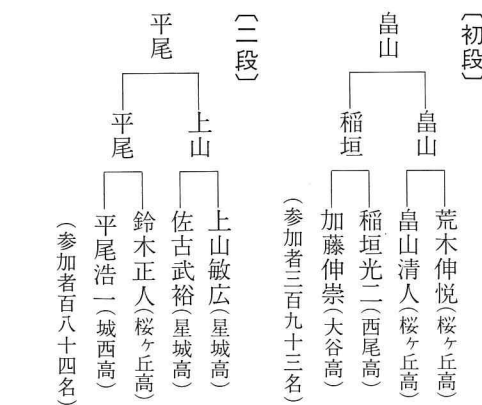 〔初段〕
畠山
畠山
稲垣
荒木伸悦(桜ヶ丘高)
畠山清人(桜ヶ丘高)
稲垣光二(西尾高)
加藤伸崇(大谷高)
(参加者三百九十三名)
〔二段〕
平尾
上山
平尾
上山敏広(星城高)
佐古武裕(星城高)
鈴木正人(桜ヶ丘高)
平尾浩一(城西高)
(参加者百八十四名)